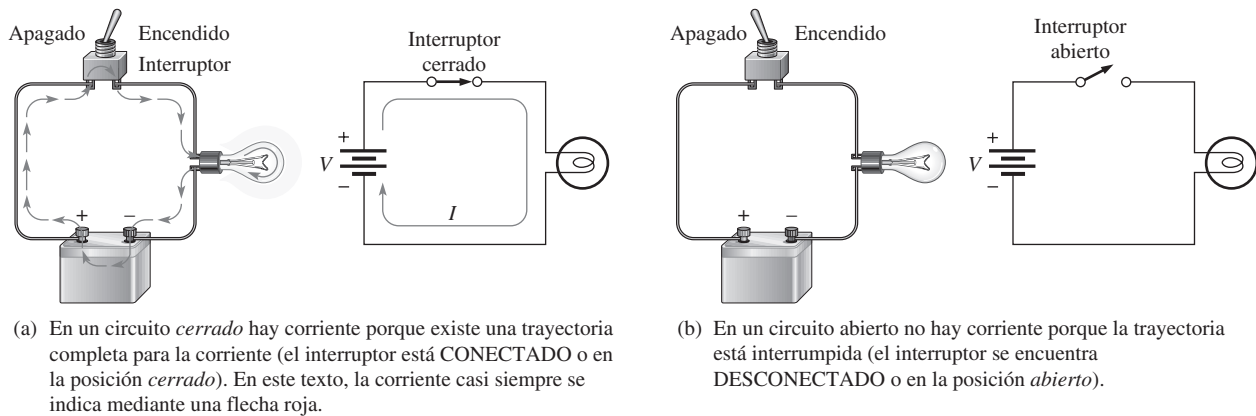 Apagado
Encendido
Interruptor
Interruptor
cerrado
+
V
−
I
+
−
Apagado
Encendido
Interruptor
abierto
+
V
−
+
−
(a) En un circuito cerrado hay corriente porque existe una trayectoria
completa para la corriente (el interruptor está CONECTADO o en
la posición cerrado). En este texto, la corriente casi siempre se
indica mediante una flecha roja.
(b) En un circuito abierto no hay corriente porque la trayectoria
está interrumpida (el interruptor se encuentra
DESCONECTADO o en la posición abierto).